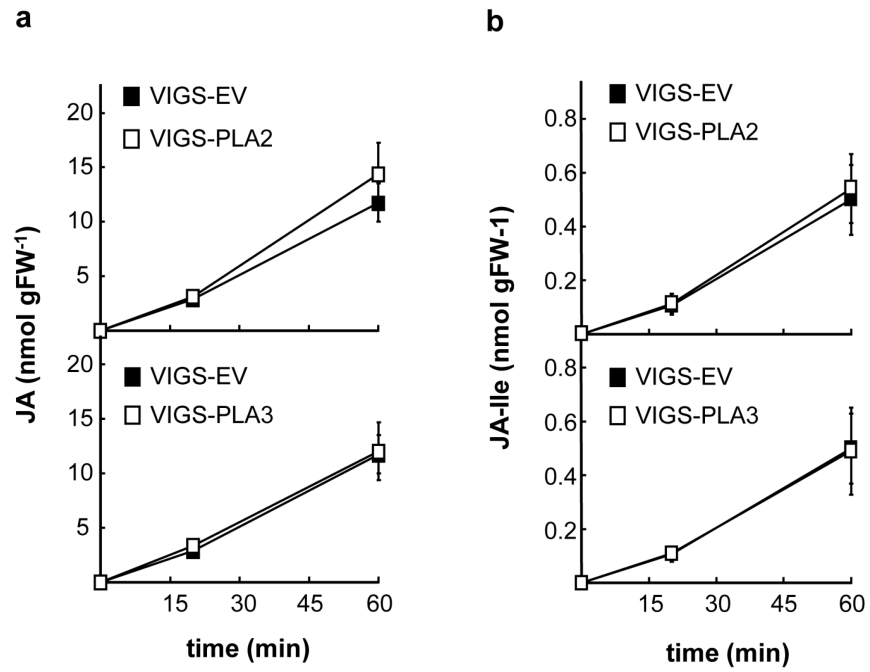 a
JA (nmol gFW-1)
VIGS-EV
VIGS-PLA2
20
15
10
5
VIGS-EV
VIGS-PLA3
20
15
10
5
15 30 45 60
time (min)
b
JA-Ile (nmol gFW-1)
VIGS-EV
VIGS-PLA2
0.8
0.6
0.4
0.2
VIGS-EV
VIGS-PLA3
0.8
0.6
0.4
0.2
15 30 45 60
time (min)